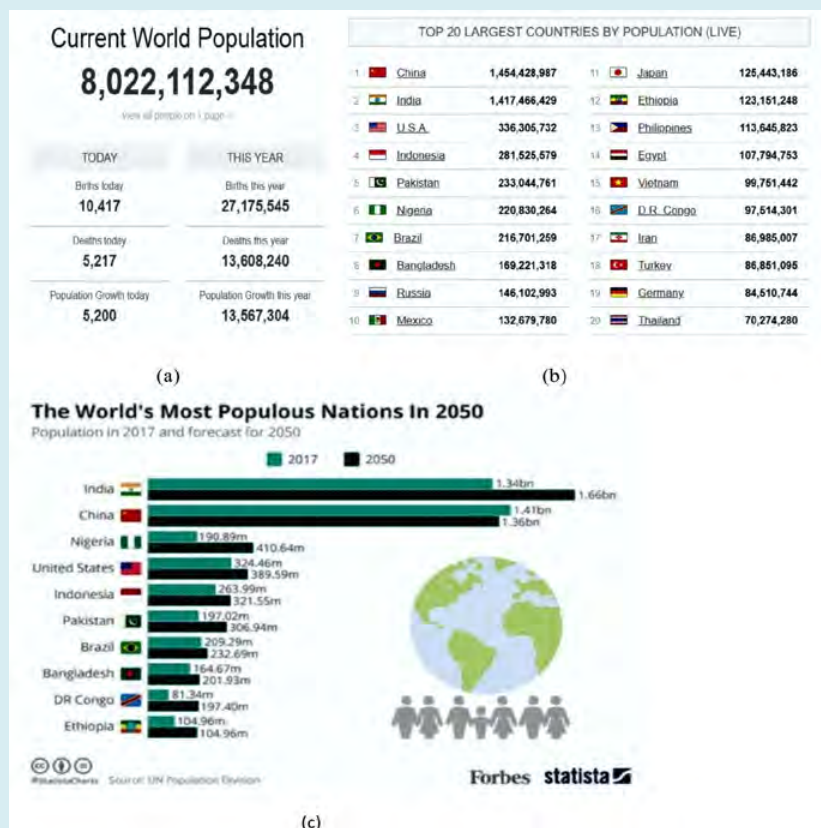 Current World Population
8,022,112,348
view all people on 1 page
TODAY
THIS YEAR
Births today
10,417
Births this year
27,175,545
Deaths today
5,217
Deaths this year
13,608,240
Population Growth today
5,200
Population Growth this year
13,567,304
(a)
TOP 20 LARGEST COUNTRIES BY POPULATION (LIVE)
1 China 1,454,428,987
2 India 1,417,466,429
3 U.S.A. 336,305,732
4 Indonesia 281,525,579
5 Pakistan 233,044,761
6 Nigeria 220,830,264
7 Brazil 216,701,259
8 Bangladesh 169,221,318
9 Russia 146,102,993
10 Mexico 132,679,780
11 Japan 125,443,186
12 Ethiopia 123,151,248
13 Philippines 113,645,823
14 Egypt 107,794,753
15 Vietnam 99,751,442
16 D.R. Congo 97,514,301
17 Iran 86,985,007
18 Turkey 86,851,095
19 Germany 84,510,744
20 Thailand 70,274,280
(b)
The World's Most Populous Nations In 2050
Population in 2017 and forecast for 2050
2017 2050
India 1.34bn
1.66bn
China 1.41bn
1.36bn
Nigeria 190.89m
410.64m
United States 324.46m
389.59m
Indonesia 263.99m
321.55m
Pakistan 197.02m
306.94m
Brazil 209.29m
232.69m
Bangladesh 164.67m
201.93m
DR Congo 81.34m
197.40m
Ethiopia 104.96m
104.96m
@StatistaCharts Source: UN Population Division
Forbes statista
(c)